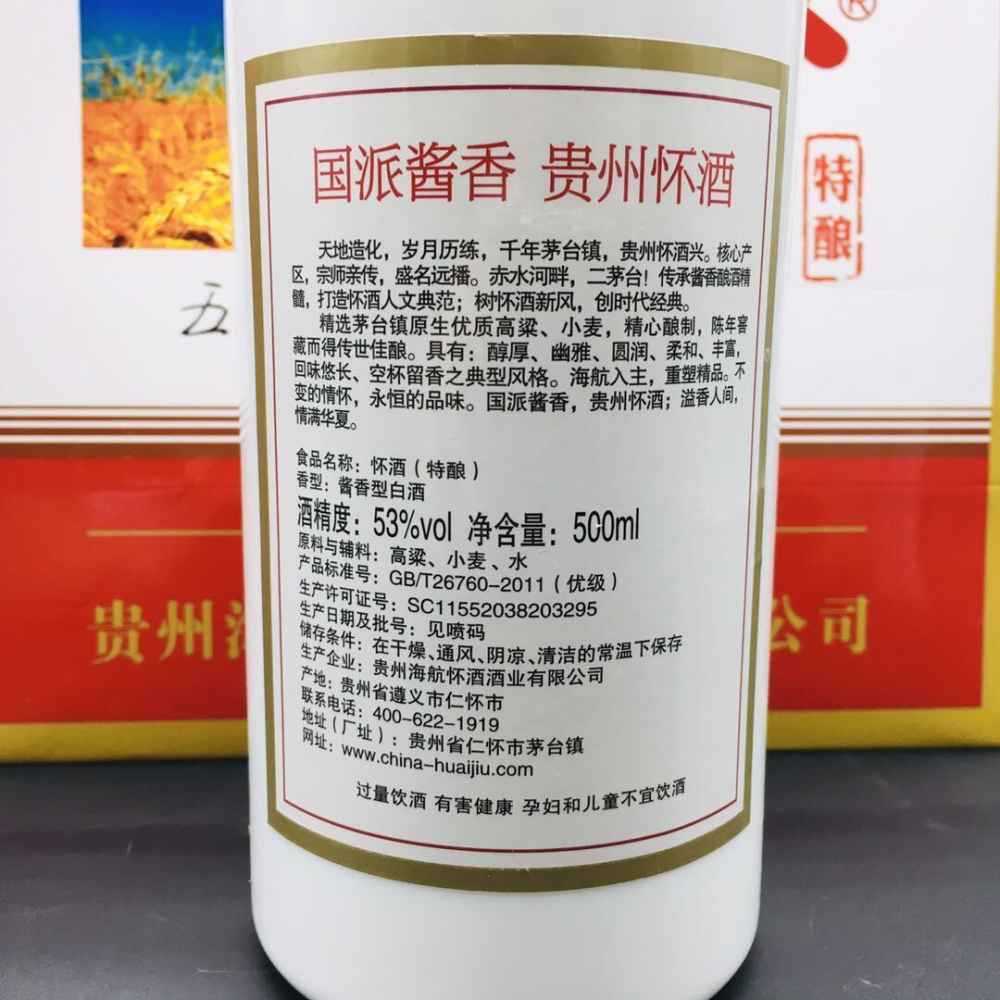 ®
特
酿
五
国派酱香 贵州怀酒
天地造化，岁月历练，千年茅台镇，贵州怀酒兴。核心产
区，宗师亲传，盛名远播。赤水河畔，二茅台！传承酱香酿酒精
髓，打造怀酒人文典范；树怀酒新风，创时代经典。
精选茅台镇原生优质高粱、小麦，精心酿制，陈年窖
藏而得传世佳酿。具有：醇厚、幽雅、圆润、柔和、丰富，
回味悠长、空杯留香之典型风格。海航入主，重塑精品。不
变的情怀，永恒的品味。国派酱香，贵州怀酒；溢香人间，
情满华夏。
食品名称：怀酒（特酿）
香型：酱香型白酒
酒精度：53%vol 净含量：500ml
原料与辅料：高粱、小麦、水
产品标准号：GB/T26760-2011（优级）
生产许可证号：SC11552038203295
生产日期及批号：见喷码
储存条件：在干燥、通风、阴凉、清洁的常温下保存
生产企业：贵州海航怀酒酒业有限公司
产地：贵州省遵义市仁怀市
联系电话：400-622-1919
地址（厂址）：贵州省仁怀市茅台镇
网址：www.china-huaijiu.com
过量饮酒 有害健康 孕妇和儿童不宜饮酒
贵州海
公司